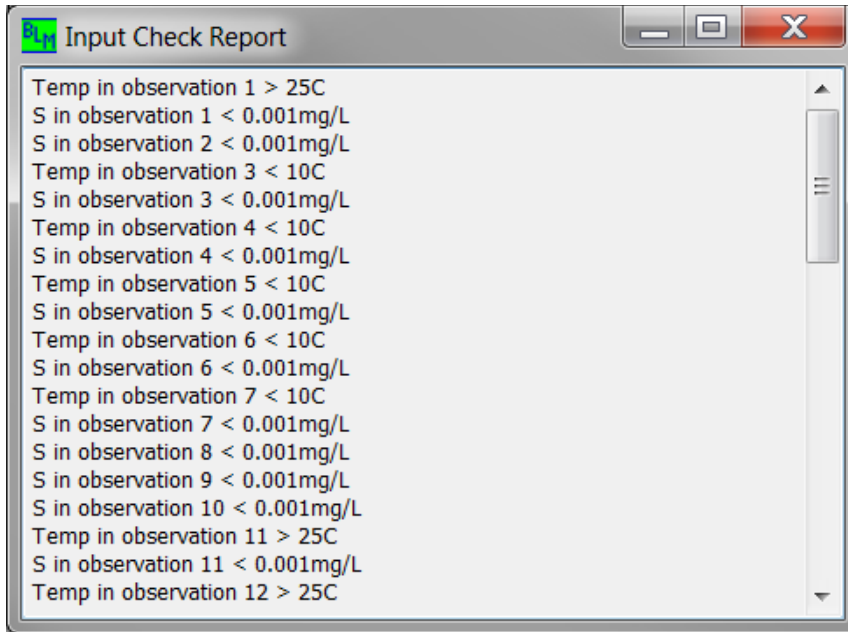 BLM Input Check Report
Temp in observation 1 > 25C
S in observation 1 < 0.001mg/L
S in observation 2 < 0.001mg/L
Temp in observation 3 < 10C
S in observation 3 < 0.001mg/L
Temp in observation 4 < 10C
S in observation 4 < 0.001mg/L
Temp in observation 5 < 10C
S in observation 5 < 0.001mg/L
Temp in observation 6 < 10C
S in observation 6 < 0.001mg/L
Temp in observation 7 < 10C
S in observation 7 < 0.001mg/L
S in observation 8 < 0.001mg/L
S in observation 9 < 0.001mg/L
S in observation 10 < 0.001mg/L
Temp in observation 11 > 25C
S in observation 11 < 0.001mg/L
Temp in observation 12 > 25C